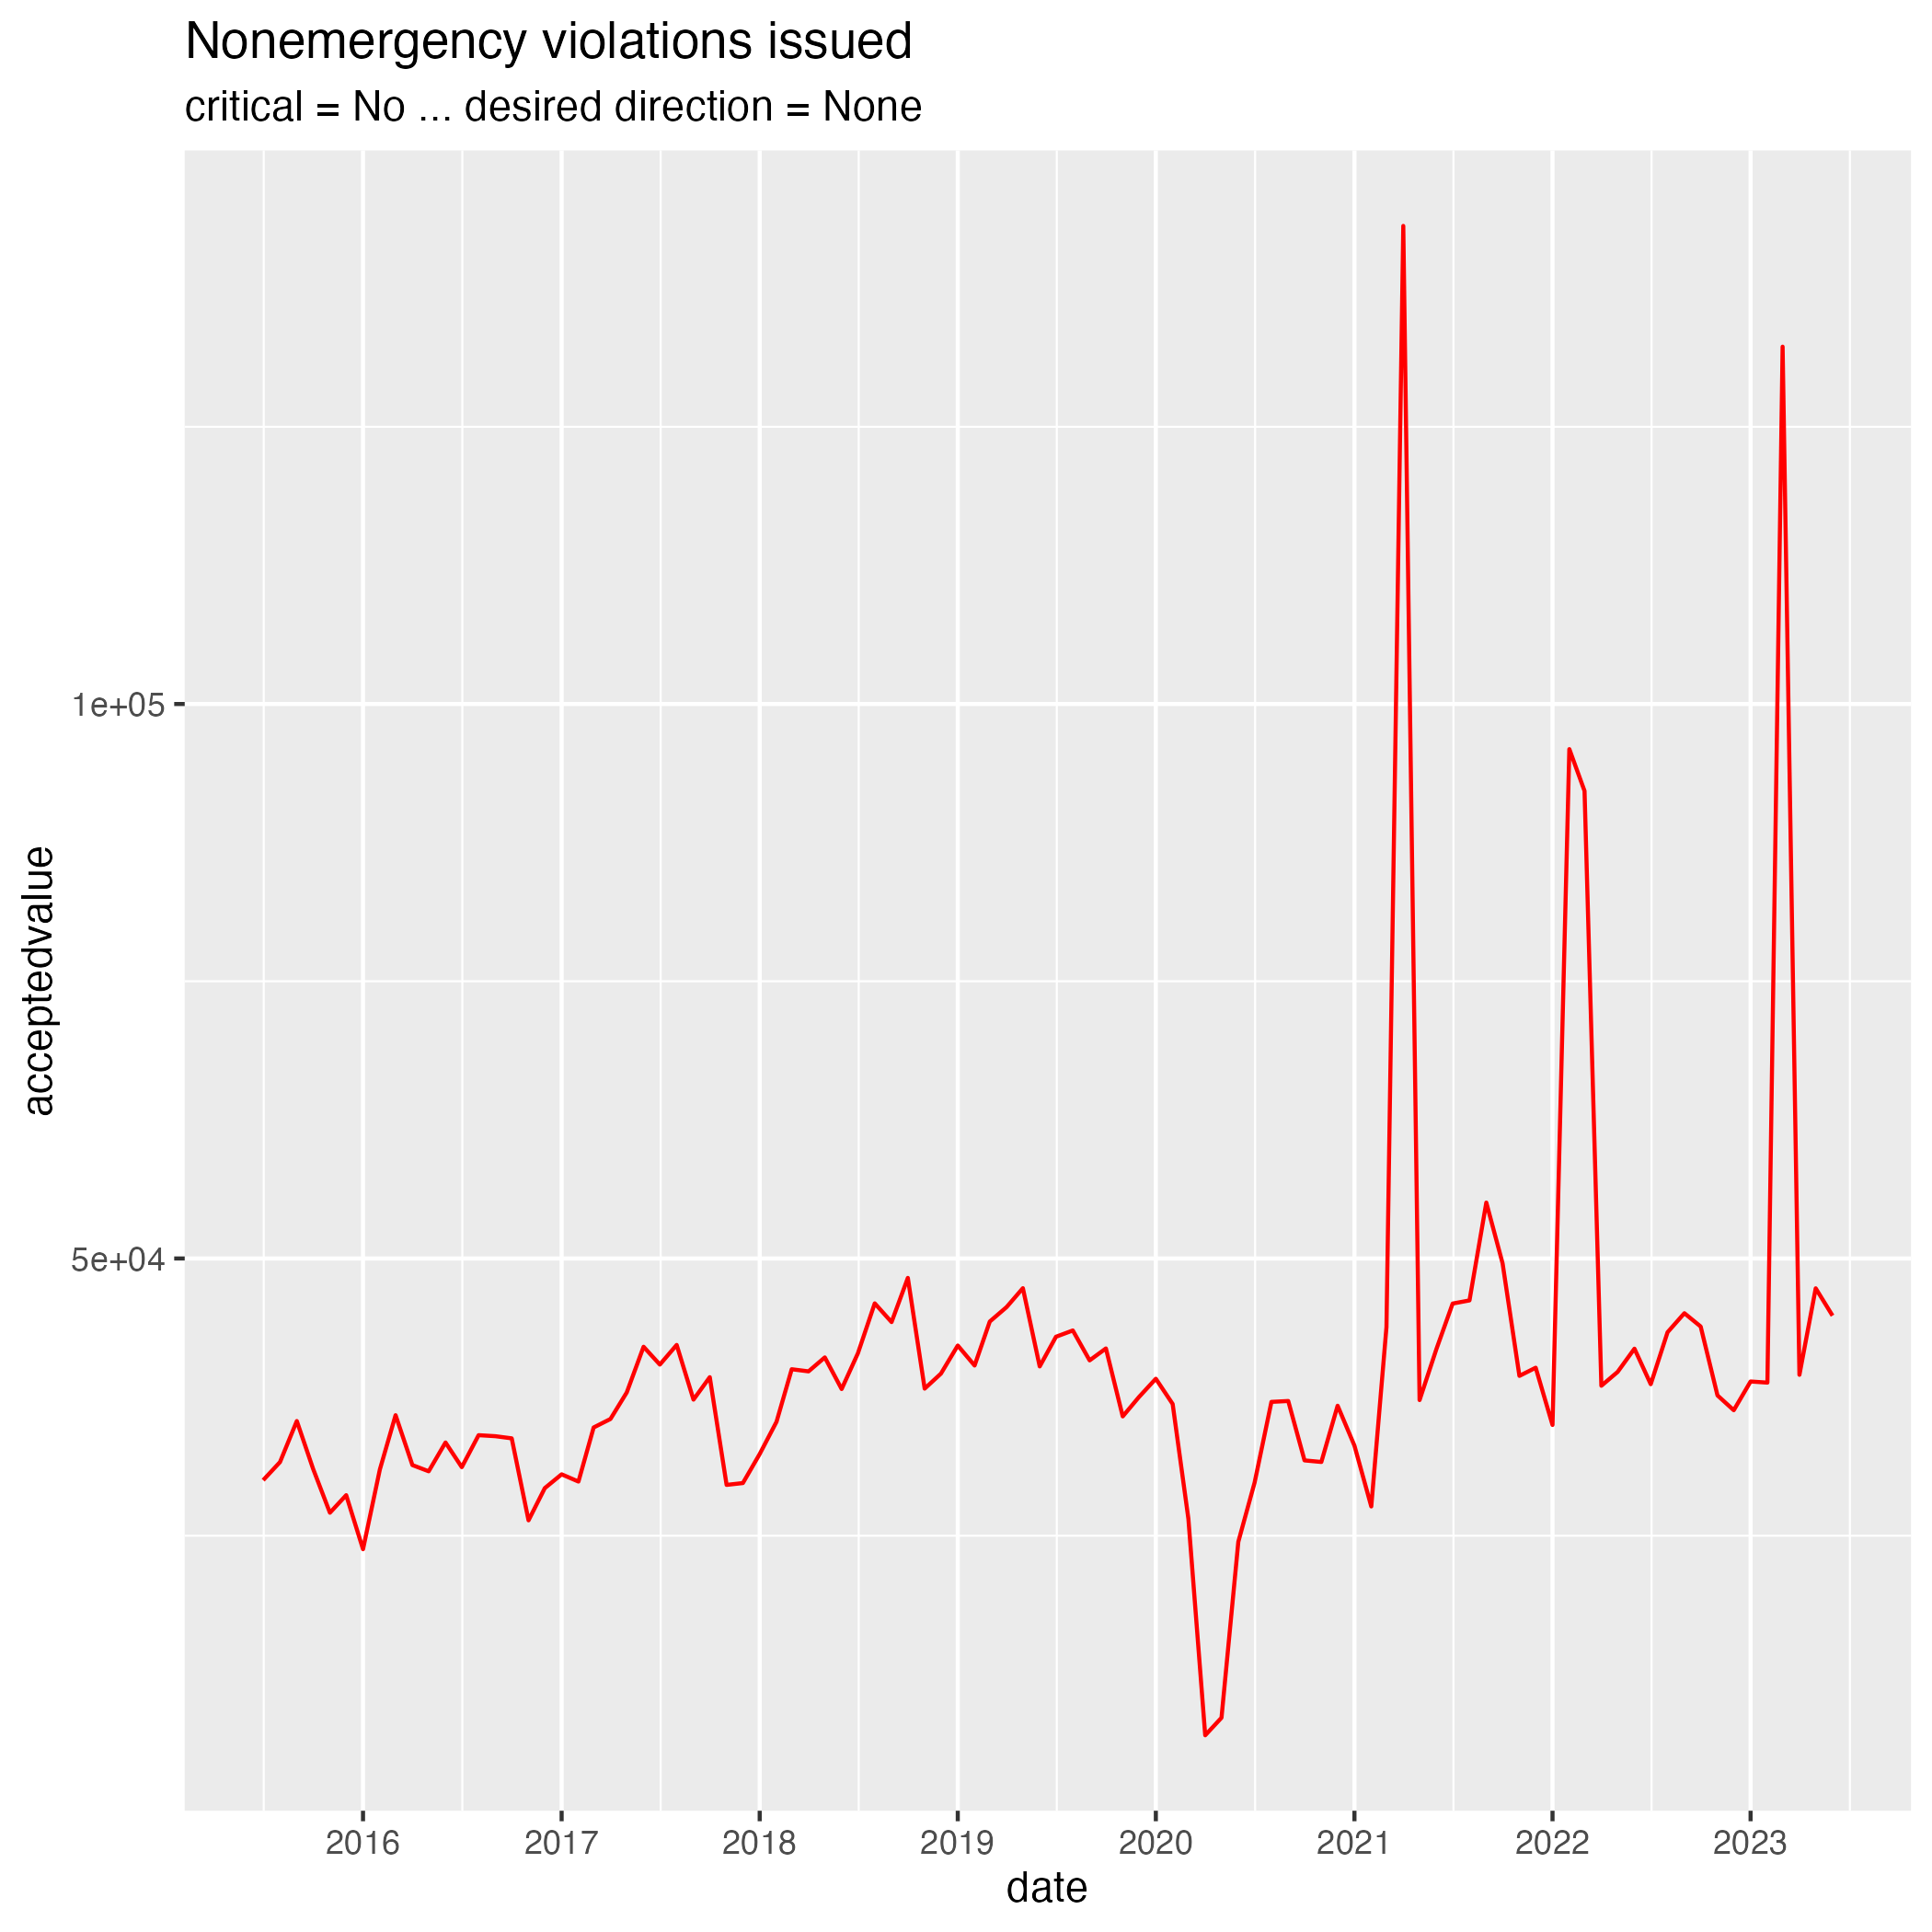 Nonemergency violations issued
critical = No ... desired direction = None
acceptedvalue
1e+05
5e+04
2016 2017 2018 2019 2020 2021 2022 2023
date